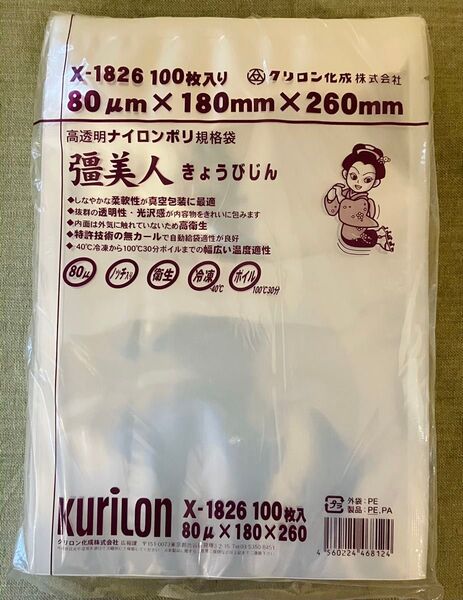 X-1826 100枚入り クリロン化成 株式会社
80μm×180mm×260mm
高透明ナイロンポリ規格袋
彊美人 きょうびじん
◆しなやかな柔軟性が真空包装に最適
◆抜群の透明性・光沢感が内容物をきれいに包みます
◆内面は外気に触れていないため高衛生
◆特許技術の無カールで自動給袋適性が良好
◆-40℃冷凍から100℃30分ボイルまでの幅広い温度適性
80μ ノッチ入り 衛生 冷凍 ボイル
40℃ 100℃30分
KuriLon
X-1826 100枚入
80μ×180×260
クリロン化成株式会社 広報課
プラ
外袋:PE
製品:PE,PA
4 560224 468124